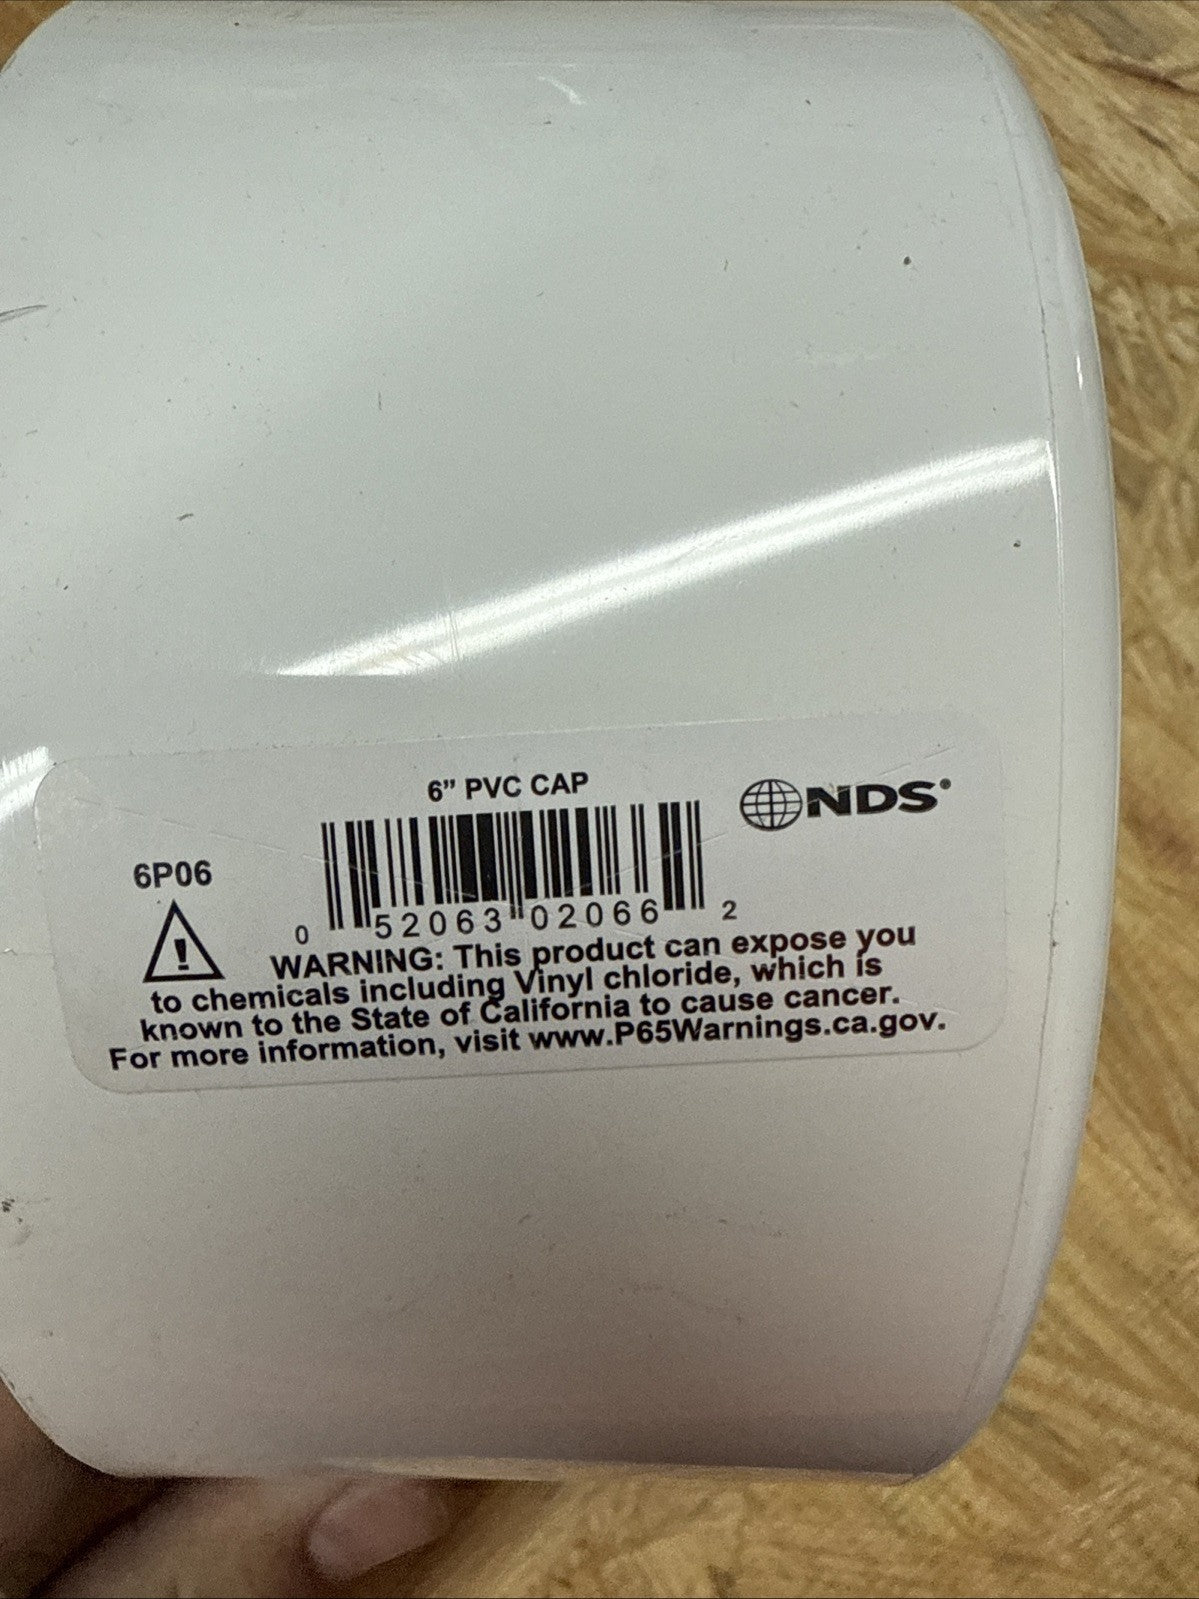 6” PVC CAP
NDS®
6P06
0 52063 02066 2
WARNING: This product can expose you
to chemicals including Vinyl chloride, which is
known to the State of California to cause cancer.
For more information, visit www.P65Warnings.ca.gov.